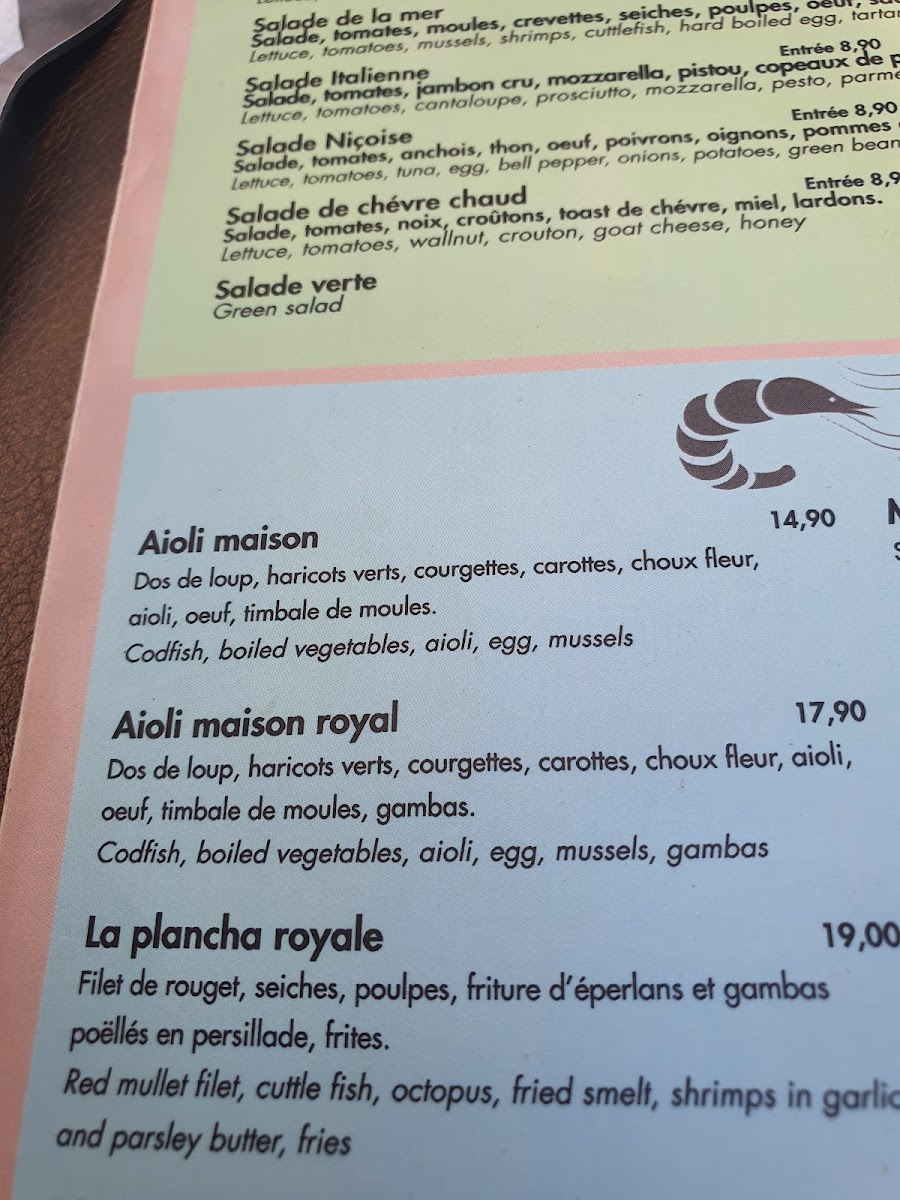 Salade de la mer
Salade, tomates, moules, crevettes, seiches, poulpes, oeuf,
Lettuce, tomatoes, mussels, shrimps, cuttlefish, hard boiled egg,
Entrée 8,90
Salade Italienne
Salade, tomates, jambon cru, mozzarella, pistou, copeaux de
Lettuce, tomatoes, cantaloupe, prosciutto, mozzarella, pesto,
Entrée 8,90
Salade Niçoise
Salade, tomates, anchois, thon, oeuf, poivrons, oignons, pommes
Lettuce, tomatoes, tuna, egg, bell pepper, onions, potatoes, green bean
Entrée 8,9
Salade de chévre chaud
Salade, tomates, noix, croûtons, toast de chévre, miel, lardons.
Lettuce, tomatoes, wallnut, crouton, goat cheese, honey
Salade verte
Green salad
Aioli maison 14,90
Dos de loup, haricots verts, courgettes, carottes, choux fleur,
aioli, oeuf, timbale de moules.
Codfish, boiled vegetables, aioli, egg, mussels
Aioli maison royal 17,90
Dos de loup, haricots verts, courgettes, carottes, choux fleur, aioli,
oeuf, timbale de moules, gambas.
Codfish, boiled vegetables, aioli, egg, mussels, gambas
La plancha royale 19,00
Filet de rouget, seiches, poulpes, friture d'éperlans et gambas
poëllés en persillade, frites.
Red mullet filet, cuttle fish, octopus, fried smelt, shrimps in garlic
and parsley butter, fries